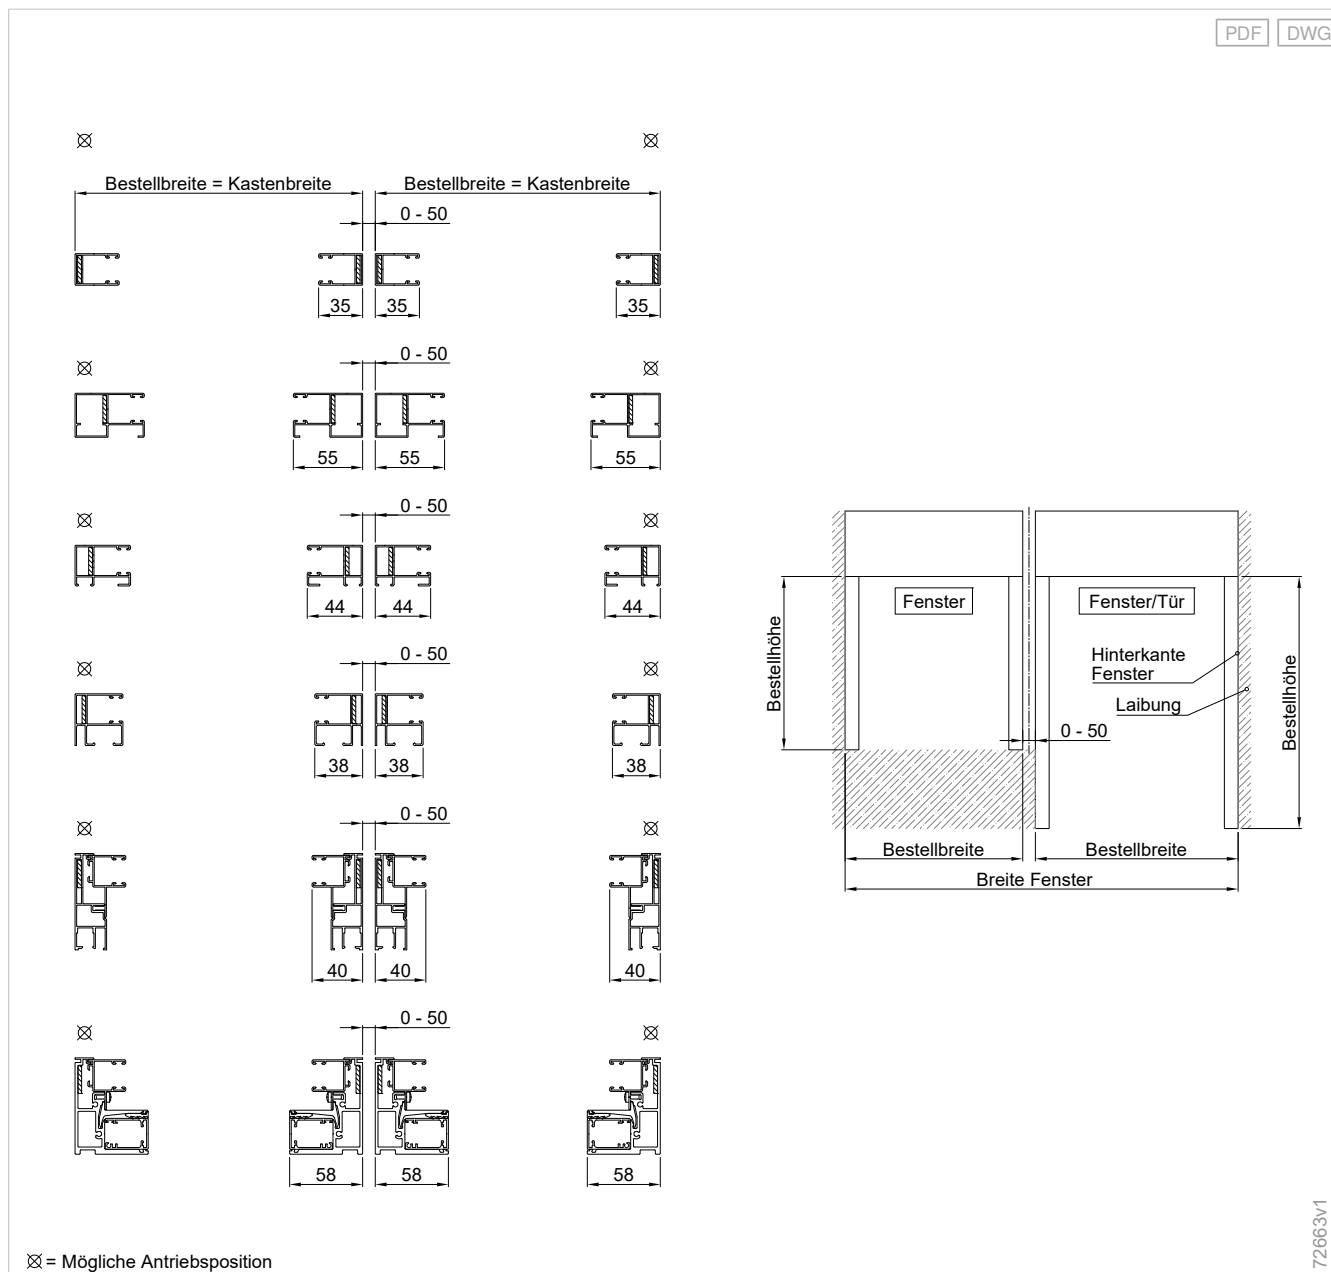 PDF DWG
Bestellbreite = Kastenbreite Bestellbreite = Kastenbreite
0 - 50
35 35 35
0 - 50
55 55 55
0 - 50
44 44 44
0 - 50
38 38 38
0 - 50
40 40 40
0 - 50
58 58 58
Fenster Fenster/Tür
Bestellhöhe
Hinterkante
Fenster
Laibung
Bestellhöhe
0 - 50
Bestellbreite Bestellbreite
Breite Fenster
= Mögliche Antriebsposition
72663v1